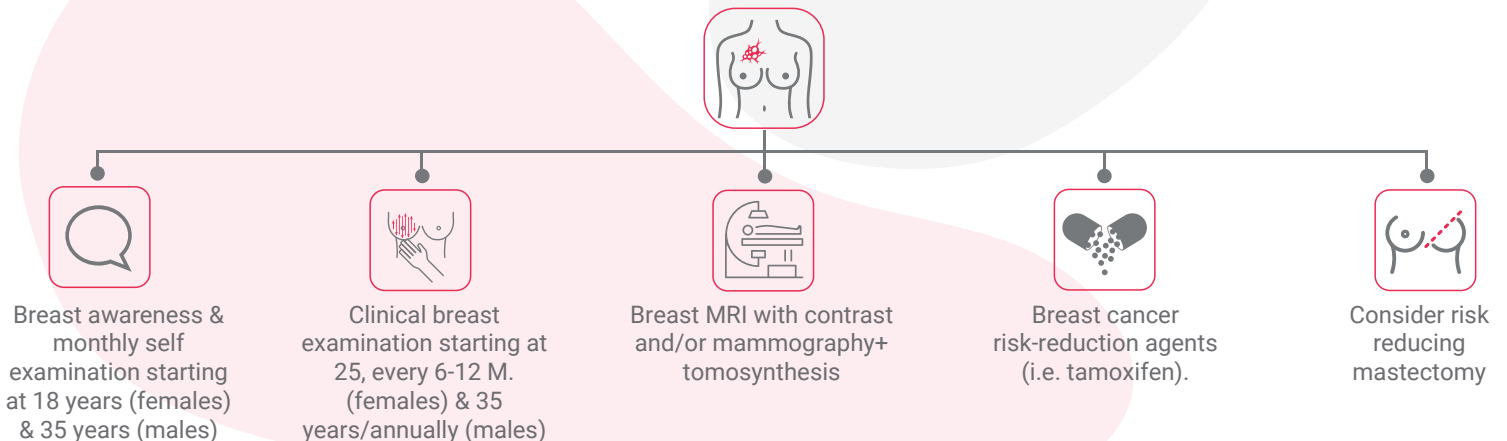 Breast awareness &
monthly self
examination starting
at 18 years (females)
& 35 years (males)
Clinical breast
examination starting at
25, every 6-12 M.
(females) & 35
years/annually (males)
Breast MRI with contrast
and/or mammography+
tomosynthesis
Breast cancer
risk-reduction agents
(i.e. tamoxifen).
Consider risk
reducing
mastectomy